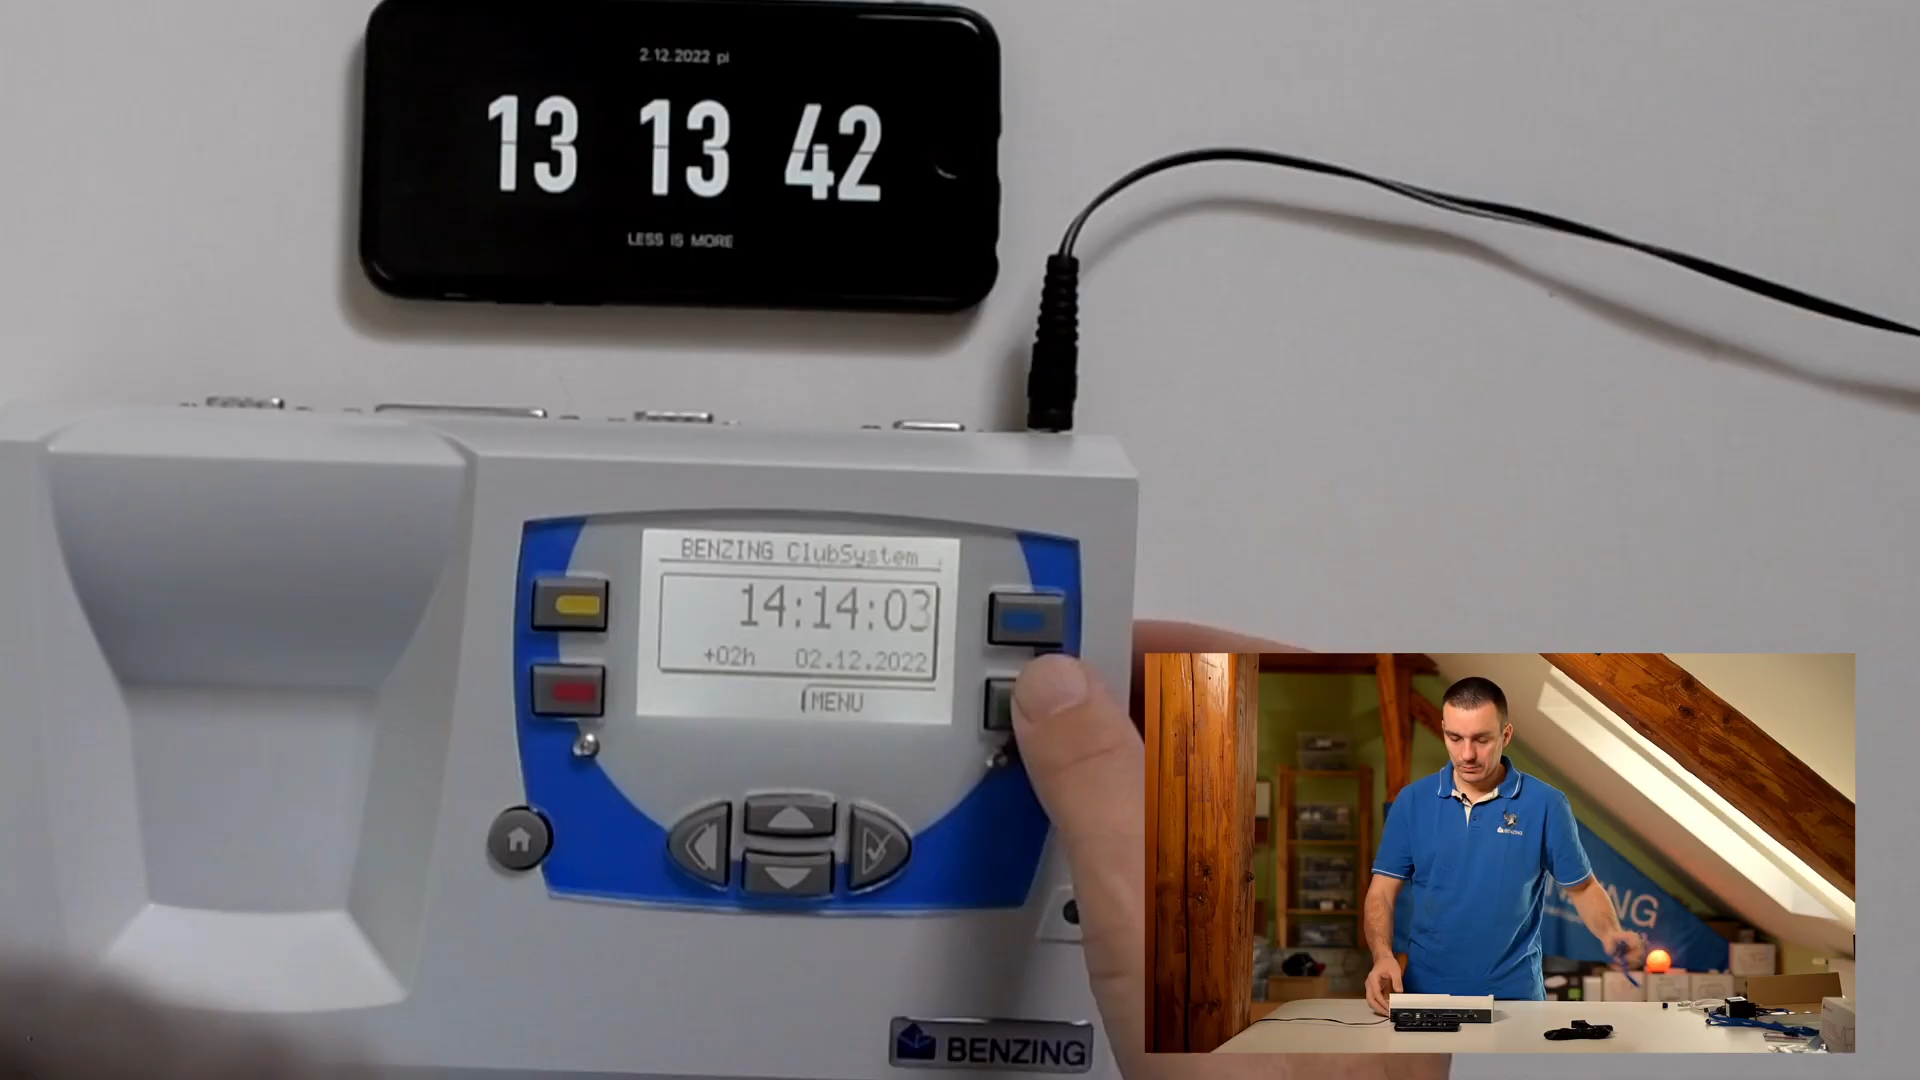 2.12.2022 pi
13 13 42
LESS IS MORE
BENZING ClubSystem
14:14:03
+02h 02.12.2022
MENU
BENZING
BENZING